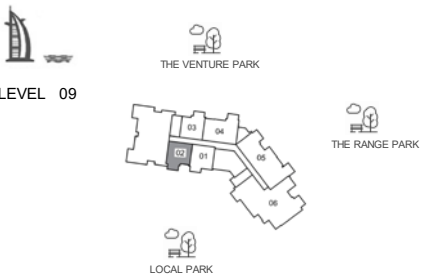 THE VENTURE PARK
LEVEL 09
THE RANGE PARK
03
04
02
01
05
06
LOCAL PARK